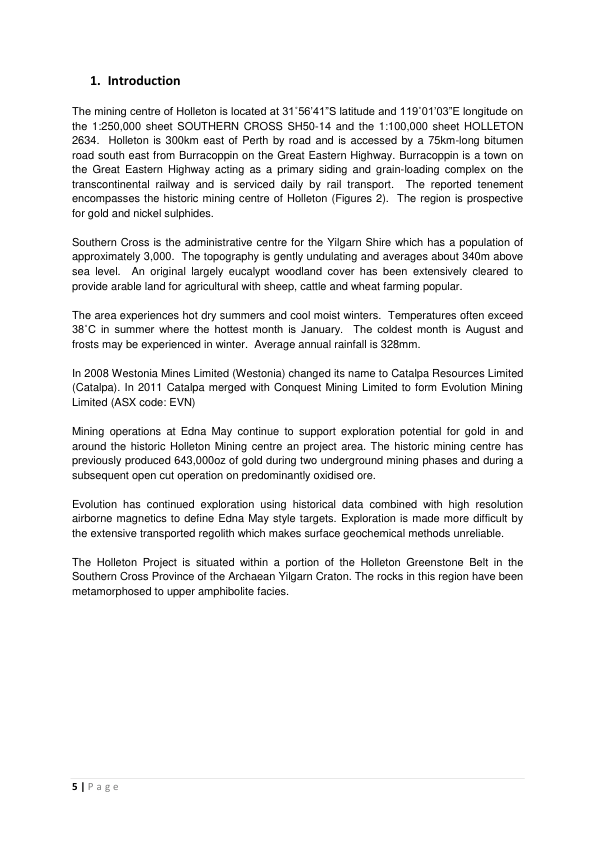 1. Introduction
The mining centre of Holleton is located at 31˚56’41”S latitude and 119˚01’03”E longitude on
the 1:250,000 sheet SOUTHERN CROSS SH50-14 and the 1:100,000 sheet HOLLETON
2634. Holleton is 300km east of Perth by road and is accessed by a 75km-long bitumen
road south east from Burracoppin on the Great Eastern Highway. Burracoppin is a town on
the Great Eastern Highway acting as a primary siding and grain-loading complex on the
transcontinental railway and is serviced daily by rail transport. The reported tenement
encompasses the historic mining centre of Holleton (Figures 2). The region is prospective
for gold and nickel sulphides.
Southern Cross is the administrative centre for the Yilgarn Shire which has a population of
approximately 3,000. The topography is gently undulating and averages about 340m above
sea level. An original largely eucalypt woodland cover has been extensively cleared to
provide arable land for agricultural with sheep, cattle and wheat farming popular.
The area experiences hot dry summers and cool moist winters. Temperatures often exceed
38˚C in summer where the hottest month is January. The coldest month is August and
frosts may be experienced in winter. Average annual rainfall is 328mm.
In 2008 Westonia Mines Limited (Westonia) changed its name to Catalpa Resources Limited
(Catalpa). In 2011 Catalpa merged with Conquest Mining Limited to form Evolution Mining
Limited (ASX code: EVN)
Mining operations at Edna May continue to support exploration potential for gold in and
around the historic Holleton Mining centre an project area. The historic mining centre has
previously produced 643,000oz of gold during two underground mining phases and during a
subsequent open cut operation on predominantly oxidised ore.
Evolution has continued exploration using historical data combined with high resolution
airborne magnetics to define Edna May style targets. Exploration is made more difficult by
the extensive transported regolith which makes surface geochemical methods unreliable.
The Holleton Project is situated within a portion of the Holleton Greenstone Belt in the
Southern Cross Province of the Archaean Yilgarn Craton. The rocks in this region have been
metamorphosed to upper amphibolite facies.
5 | Page